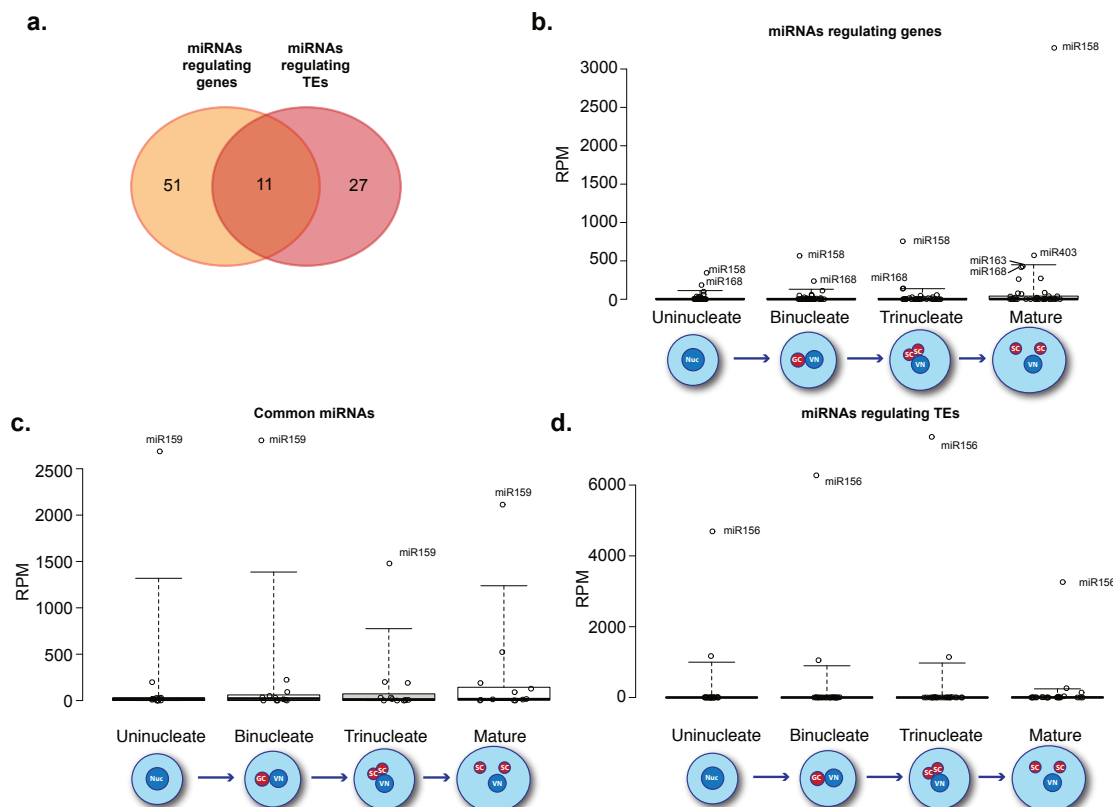 a.
miRNAs
regulating
genes
miRNAs
regulating
TEs
51
11
27
b.
miRNAs regulating genes
RPM
3000
2500
2000
1500
1000
500
0
miR158
miR168
miR158
miR168
miR158
miR168
miR158
miR403
miR163
miR168
Uninucleate Binucleate Trinucleate Mature
Nuc
GC VN
SC SC VN
SC SC VN
c.
Common miRNAs
RPM
2500
2000
1500
1000
500
0
miR159
miR159
miR159
miR159
Uninucleate Binucleate Trinucleate Mature
Nuc
GC VN
SC SC VN
SC SC VN
d.
miRNAs regulating TEs
RPM
6000
4000
2000
0
miR156
miR156
miR156
miR156
Uninucleate Binucleate Trinucleate Mature
Nuc
GC VN
SC SC VN
SC SC VN